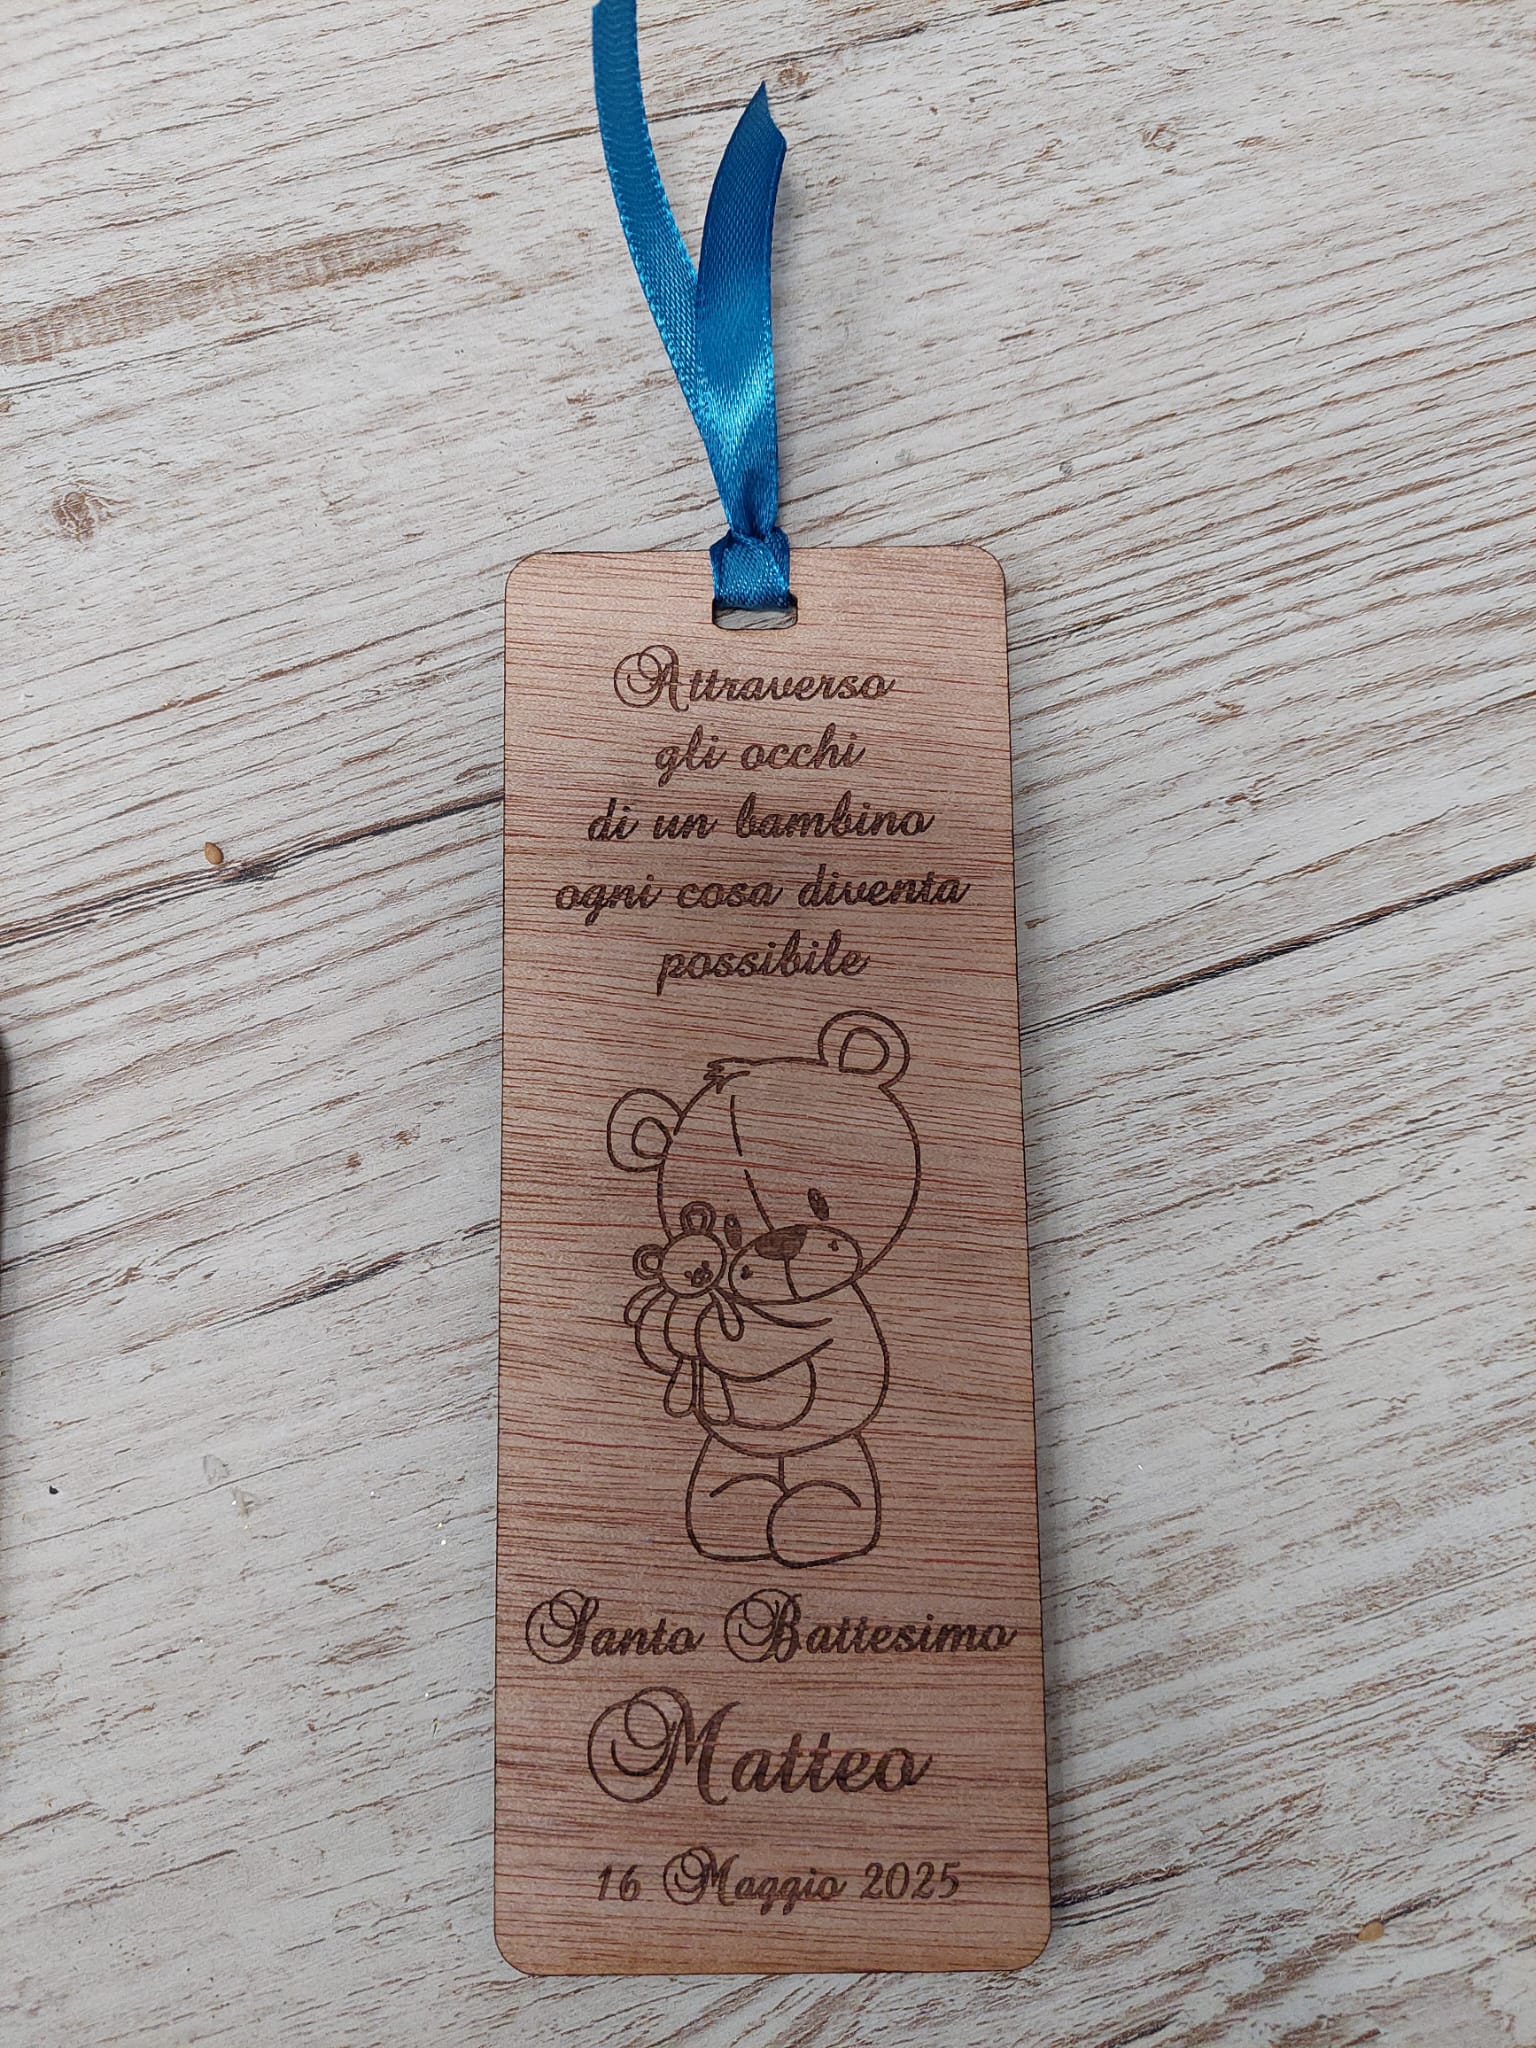 Attraverso
gli occhi
di un bambino
ogni cosa diventa
possibile
Santo Battesimo
Matteo
16 Maggio 2025